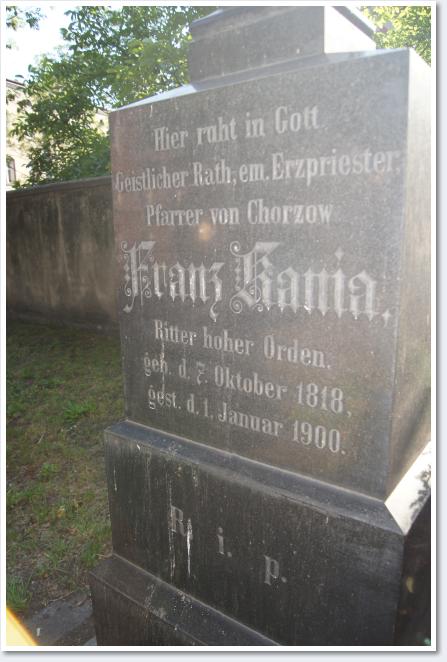 Hier ruht in Gott
Geistlicher Rath, em. Erzpriester,
Pfarrer von Chorzow
Franz Kania,
Ritter hoher Orden,
geb. d. 7. Oktober 1818,
gest. d. 1. Januar 1900.
R. i. p.